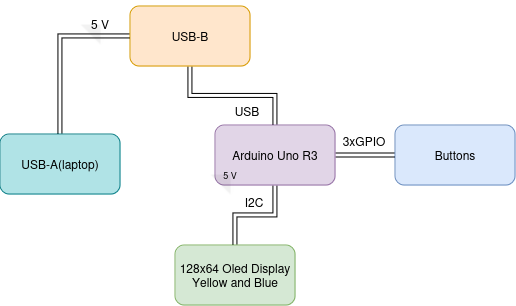 5 V
USB-B
USB
USB-A(laptop)
Arduino Uno R3
3xGPIO
Buttons
5 V
I2C
128x64 Oled Display
Yellow and Blue